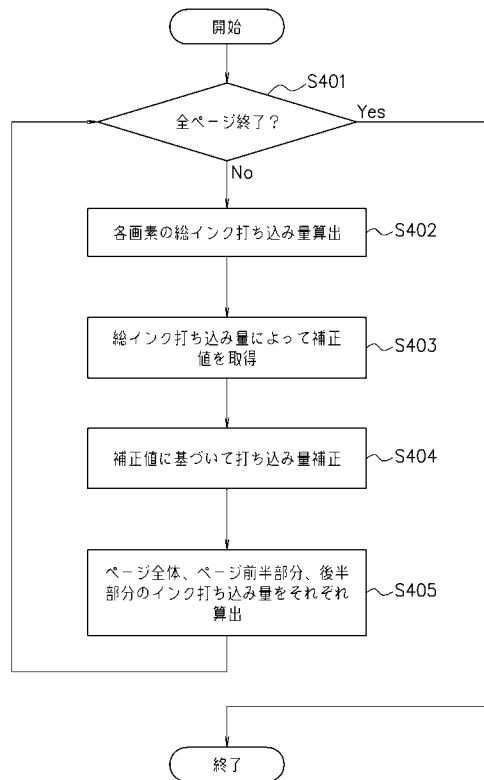 開始
S401
全ページ終了？
Yes
No
各画素の総インク打ち込み量算出
S402
総インク打ち込み量によって補正
値を取得
S403
補正値に基づいて打ち込み量補正
S404
ページ全体、ページ前半部分、後半
部分のインク打ち込み量をそれぞれ
算出
S405
終了